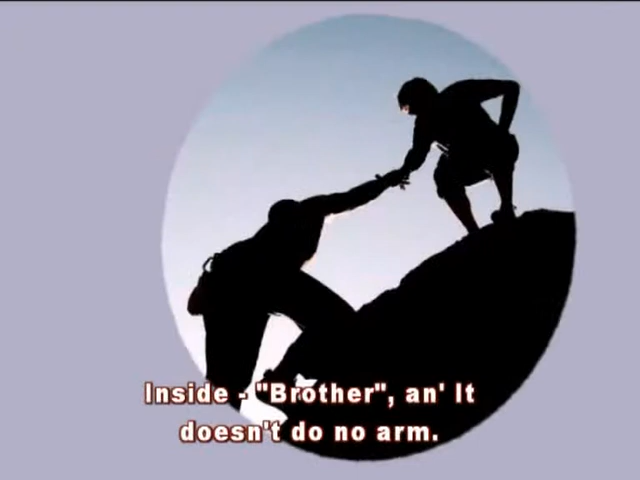 Inside - "Brother", an' It
doesn't do no arm.